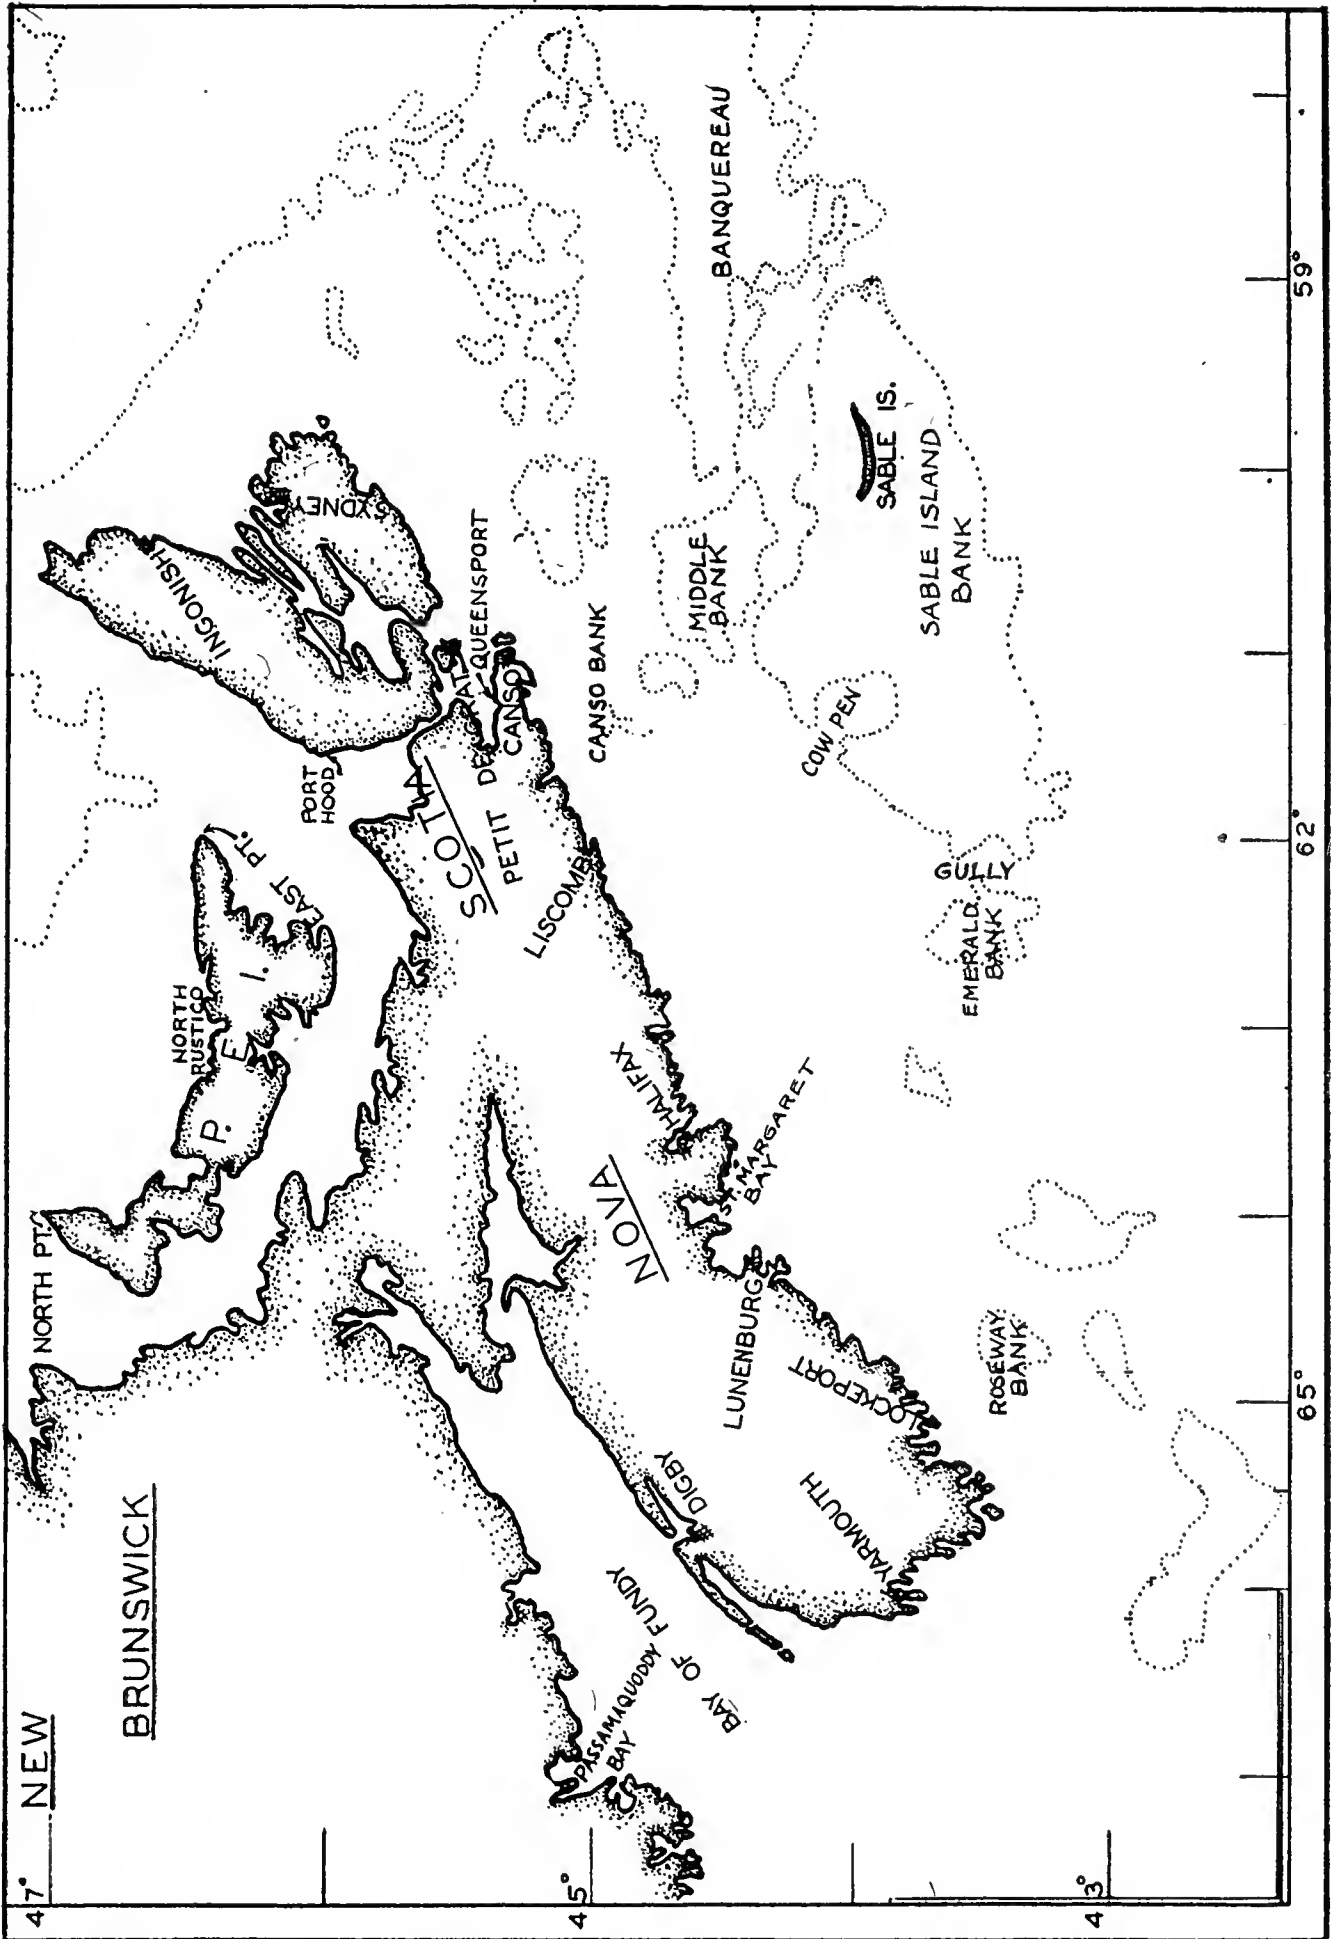 47°
NEW
BRUNSWICK
NORTH PT.
P. E. I.
NORTH
RUSTICO
EAST PT.
PORT
HOOD
INGONISH
SYDNEY
45°
PASSAMAQUODDY
BAY
BAY OF FUNDY
DIGBY
NOVA
SCOTIA
PETIT DE GRAT
QUEENSPORT
CANSO
LISCOMB
HALIFAX
ST. MARGARET
BAY
LUNENBURG
LOCKEPORT
YARMOUTH
CANSO BANK
MIDDLE
BANK
BANQUEREAU
SABLE IS.
SABLE ISLAND
BANK
COW PEN
GULLY
EMERALD
BANK
ROSEWAY
BANK
43°
65°
62°
59°